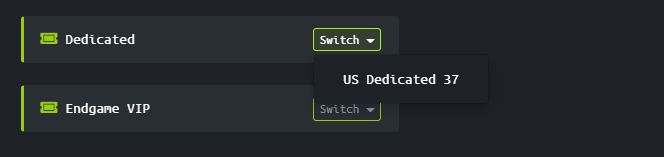 Dedicated Switch
US Dedicated 37
Endgame VIP Switch